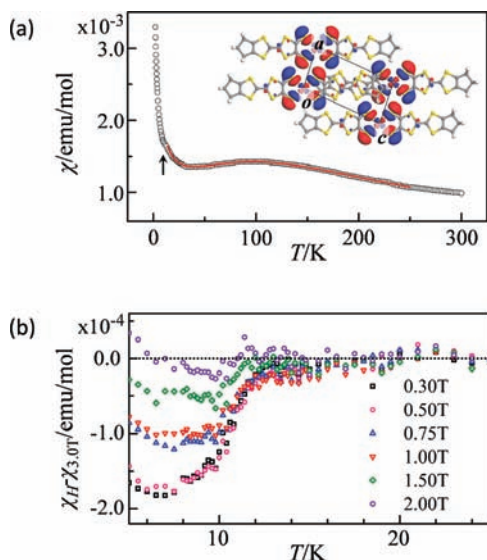 (a)
x10⁻³
3.0
2.0
1.0
χ/emu/mol
0 100 200 300
T/K
a
o
c
(b)
x10⁻⁴
0.0
-1.0
-2.0
χH-χ3.0T/emu/mol
0.30T
0.50T
0.75T
1.00T
1.50T
2.00T
10 20
T/K